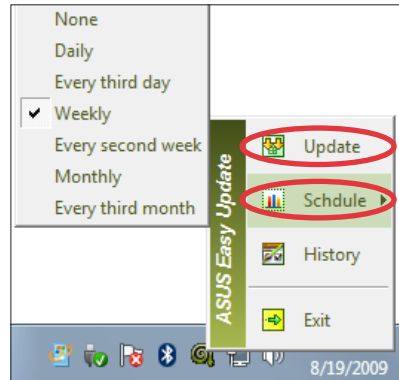 None
Daily
Every third day
Weekly
Every second week
Monthly
Every third month
ASUS Easy Update
Update
Schdule
History
Exit
8/19/2009